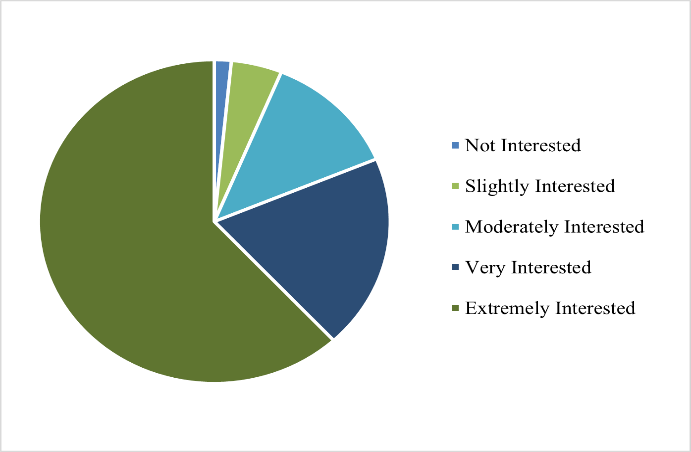 Not Interested
Slightly Interested
Moderately Interested
Very Interested
Extremely Interested